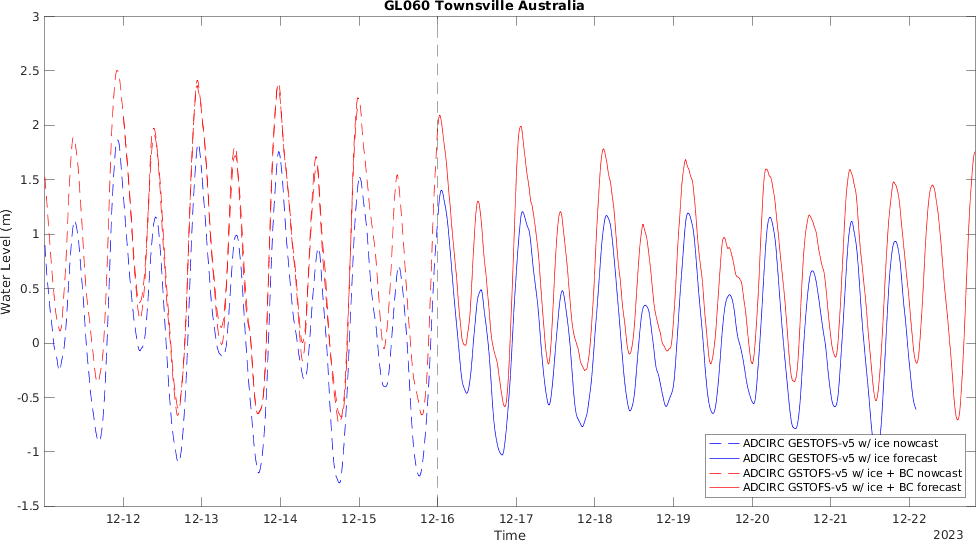 GL060 Townsville Australia
3
2.5
2
1.5
1
0.5
0
-0.5
-1
-1.5
Water Level (m)
ADCIRC GESTOFS-v5 w/ ice nowcast
ADCIRC GESTOFS-v5 w/ ice forecast
ADCIRC GSTOFS-v5 w/ ice + BC nowcast
ADCIRC GSTOFS-v5 w/ ice + BC forecast
12-12 12-13 12-14 12-15 12-16 12-17 12-18 12-19 12-20 12-21 12-22
Time
2023